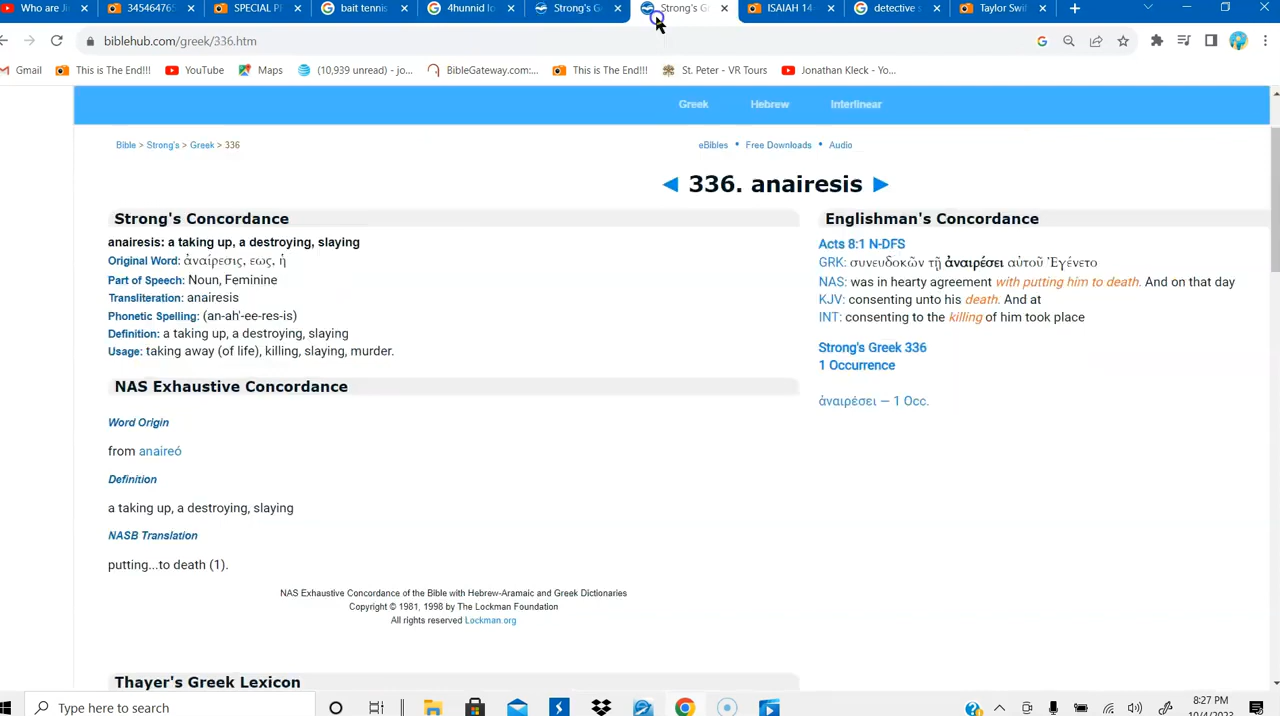 Who are Je
345464765
SPECIAL PF
bait tennis
4hunnid lo
Strong's G
Strong's G
ISAIAH 14
detective s
Taylor Swif
biblehub.com/greek/336.htm
Gmail
This is The End!!!
YouTube
Maps
(10,939 unread) - jo...
BibleGateway.com:...
This is The End!!!
St. Peter - VR Tours
Jonathan Kleck - Yo...
Greek Hebrew Interlinear
Bible > Strong's > Greek > 336
eBibles • Free Downloads • Audio
◄ 336. anairesis ►
Strong's Concordance
anairesis: a taking up, a destroying, slaying
Original Word: ἀναίρεσις, εως, ἡ
Part of Speech: Noun, Feminine
Transliteration: anairesis
Phonetic Spelling: (an-ah'-ee-res-is)
Definition: a taking up, a destroying, slaying
Usage: taking away (of life), killing, slaying, murder.
NAS Exhaustive Concordance
Word Origin
from anaireó
Definition
a taking up, a destroying, slaying
NASB Translation
putting...to death (1).
NAS Exhaustive Concordance of the Bible with Hebrew-Aramaic and Greek Dictionaries
Copyright © 1981, 1998 by The Lockman Foundation
All rights reserved Lockman.org
Thayer's Greek Lexicon
Englishman's Concordance
Acts 8:1 N-DFS
GRK: συνευδοκῶν τῇ ἀναιρέσει αὐτοῦ Ἐγένετο
NAS: was in hearty agreement with putting him to death. And on that day
KJV: consenting unto his death. And at
INT: consenting to the killing of him took place
Strong's Greek 336
1 Occurrence
ἀναιρέσει — 1 Occ.
Type here to search
8:27 PM